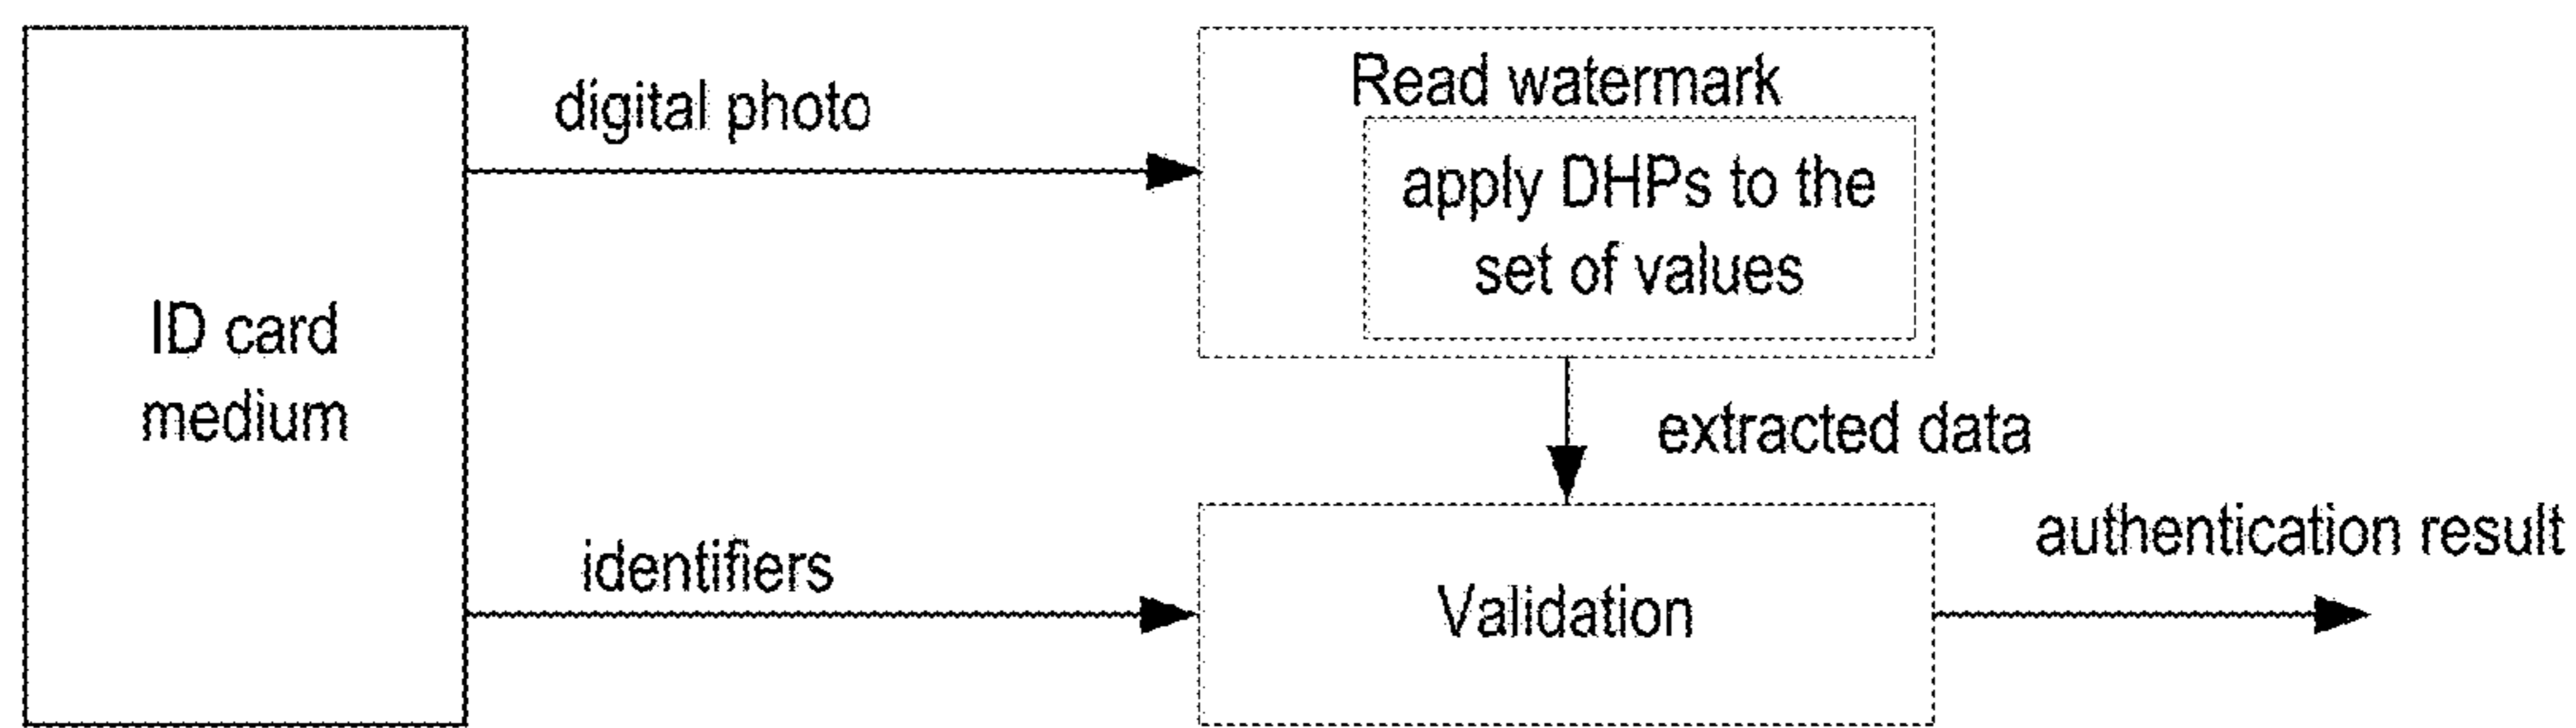 ID card
medium
digital photo
identifiers
Read watermark
apply DHPs to the
set of values
extracted data
Validation
authentication result